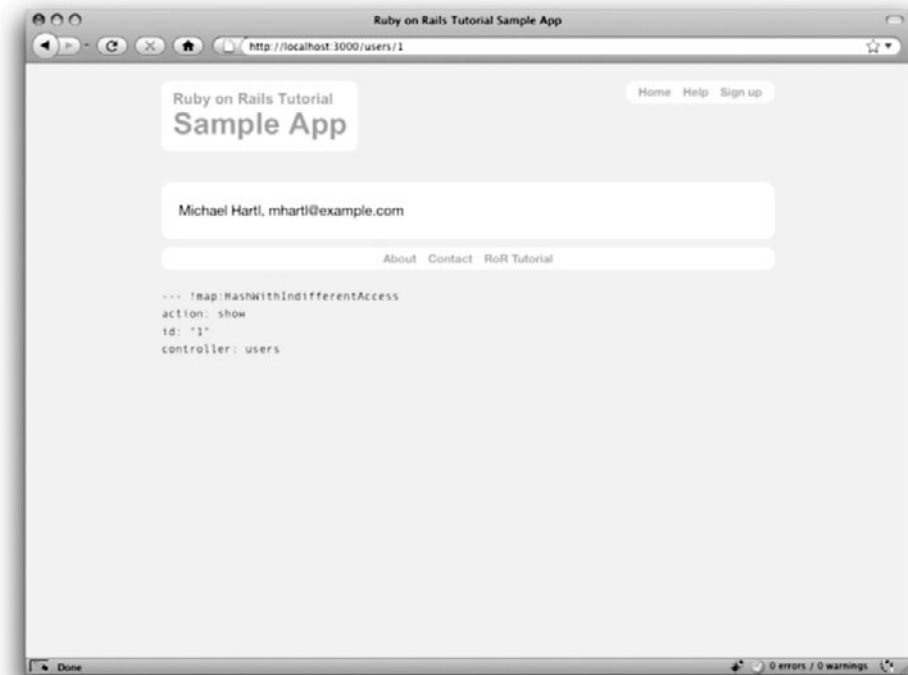 Ruby on Rails Tutorial Sample App
http://localhost:3000/users/1
Ruby on Rails Tutorial
Sample App
Home Help Sign up
Michael Hartl, mhartl@example.com
About Contact RoR Tutorial
--- !map:HashWithIndifferentAccess
action: show
id: "1"
controller: users
Done
0 errors / 0 warnings